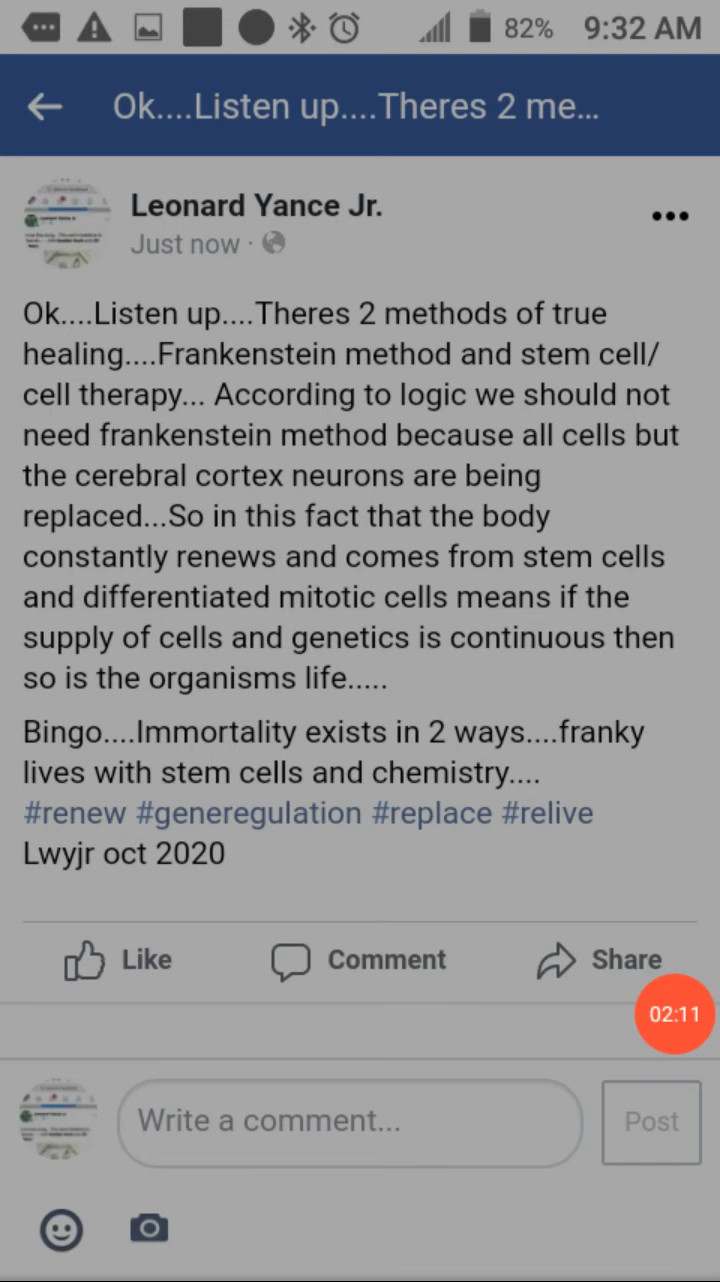 82% 9:32 AM
Ok....Listen up....Theres 2 me...
Leonard Yance Jr.
Just now ·
Ok....Listen up....Theres 2 methods of true
healing....Frankenstein method and stem cell/
cell therapy... According to logic we should not
need frankenstein method because all cells but
the cerebral cortex neurons are being
replaced...So in this fact that the body
constantly renews and comes from stem cells
and differentiated mitotic cells means if the
supply of cells and genetics is continuous then
so is the organisms life.....
Bingo....Immortality exists in 2 ways....franky
lives with stem cells and chemistry....
#renew #generegulation #replace #relive
Lwyjr oct 2020
Like Comment Share
02:11
Write a comment... Post